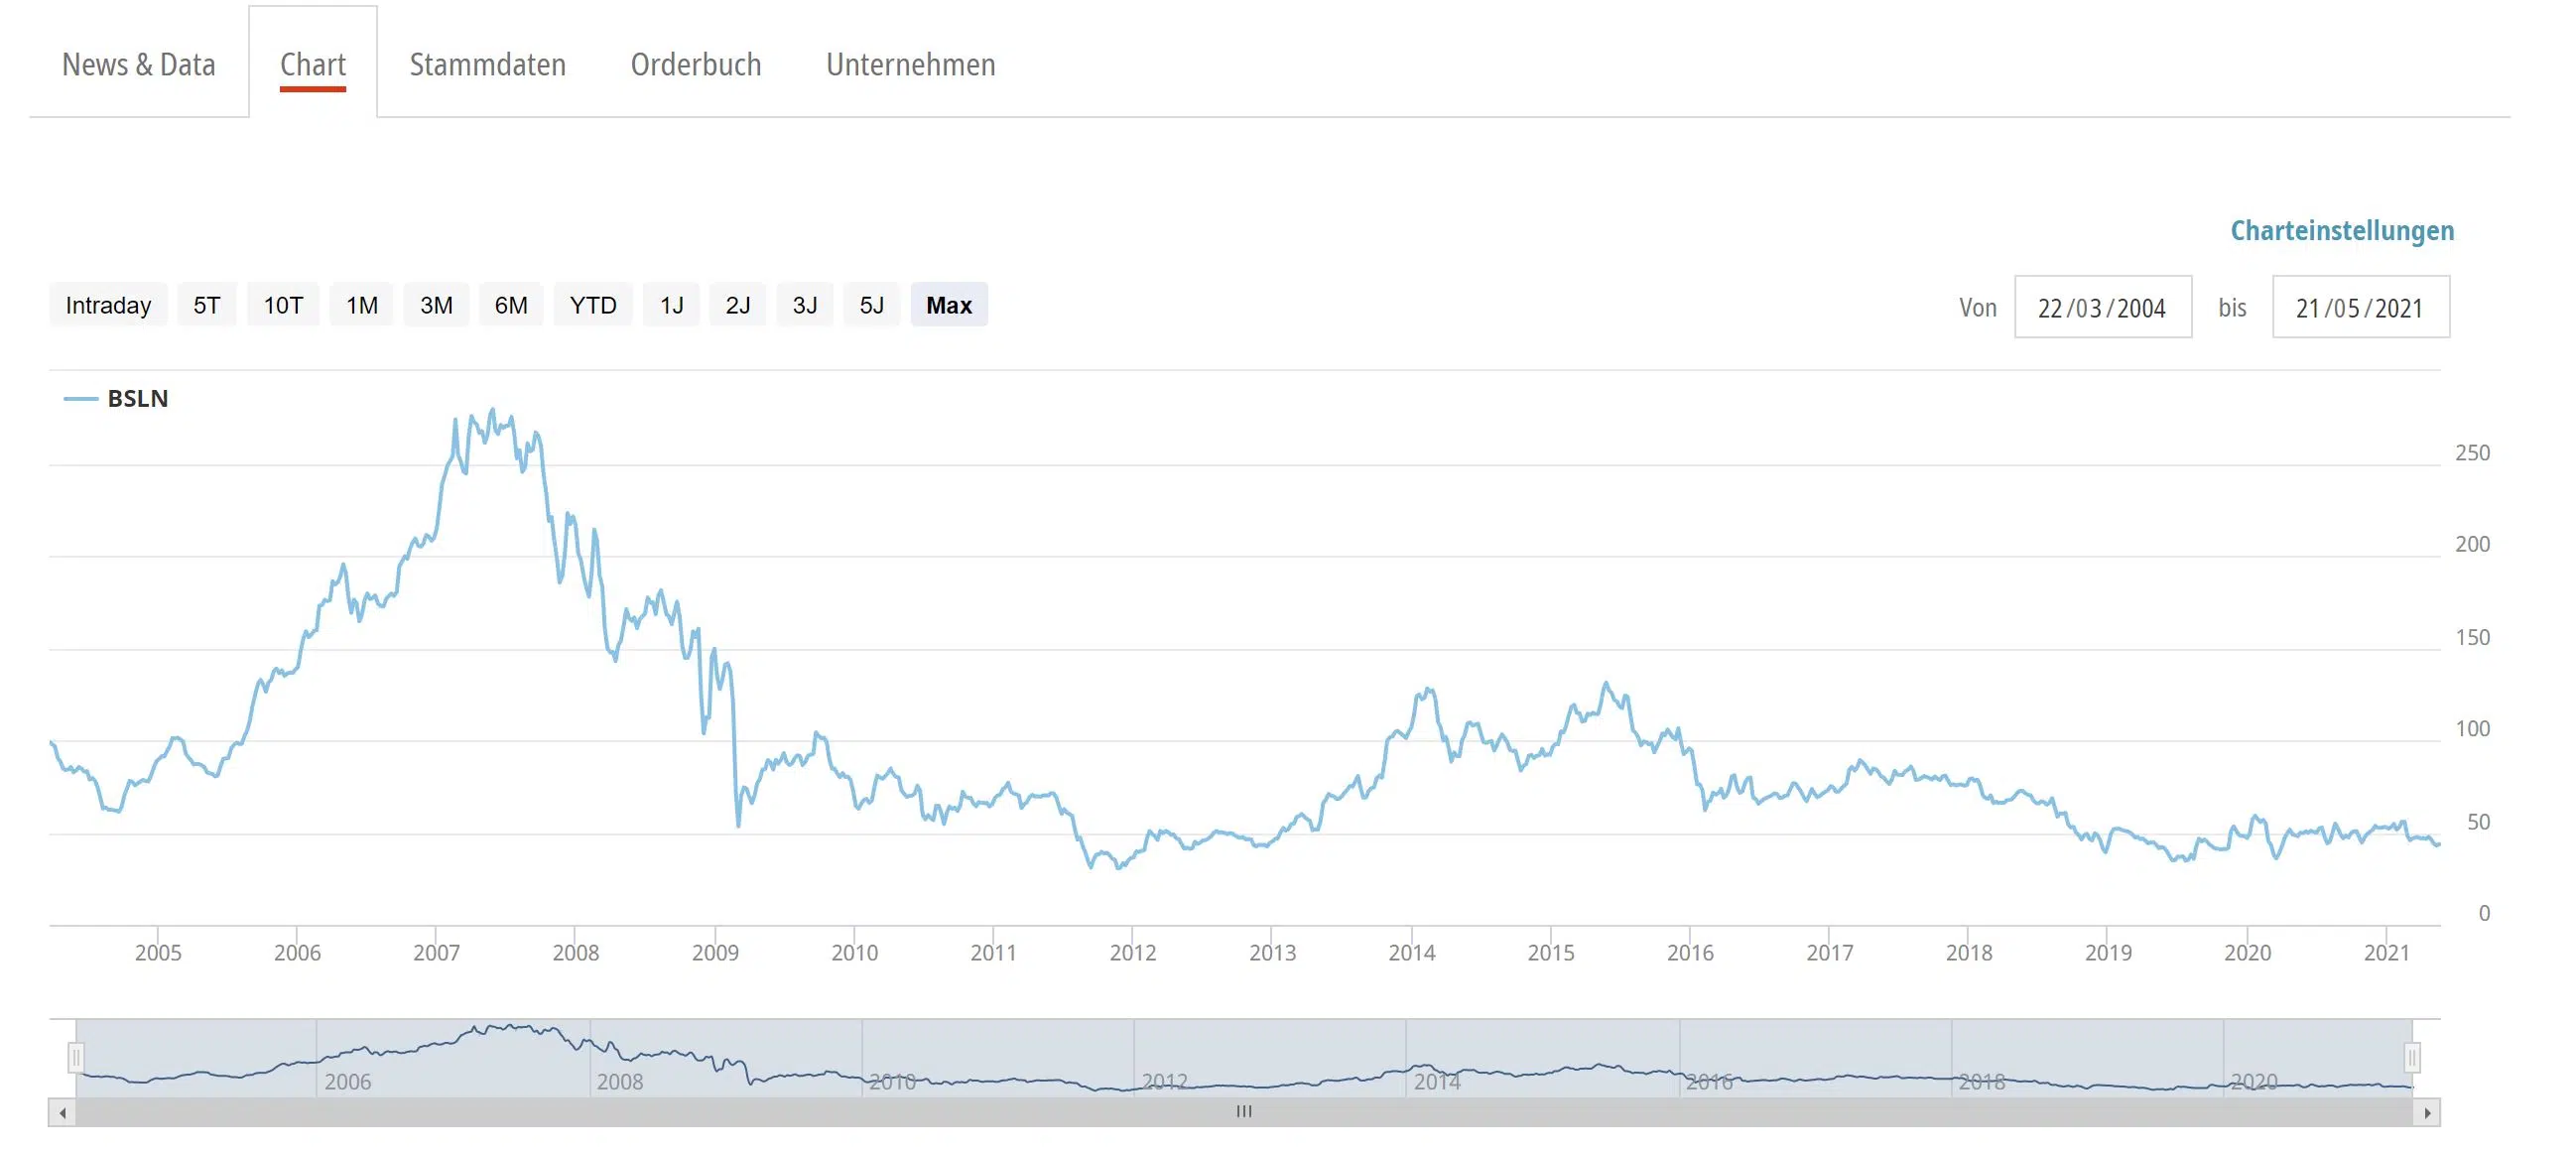 News & Data Chart Stammdaten Orderbuch Unternehmen
Charteinstellungen
Intraday 5T 10T 1M 3M 6M YTD 1J 2J 3J 5J Max Von 22/03/2004 bis 21/05/2021
BSLN
250
200
150
100
50
0
2005 2006 2007 2008 2009 2010 2011 2012 2013 2014 2015 2016 2017 2018 2019 2020 2021
2006 2008 2010 2012 2014 2016 2018 2020